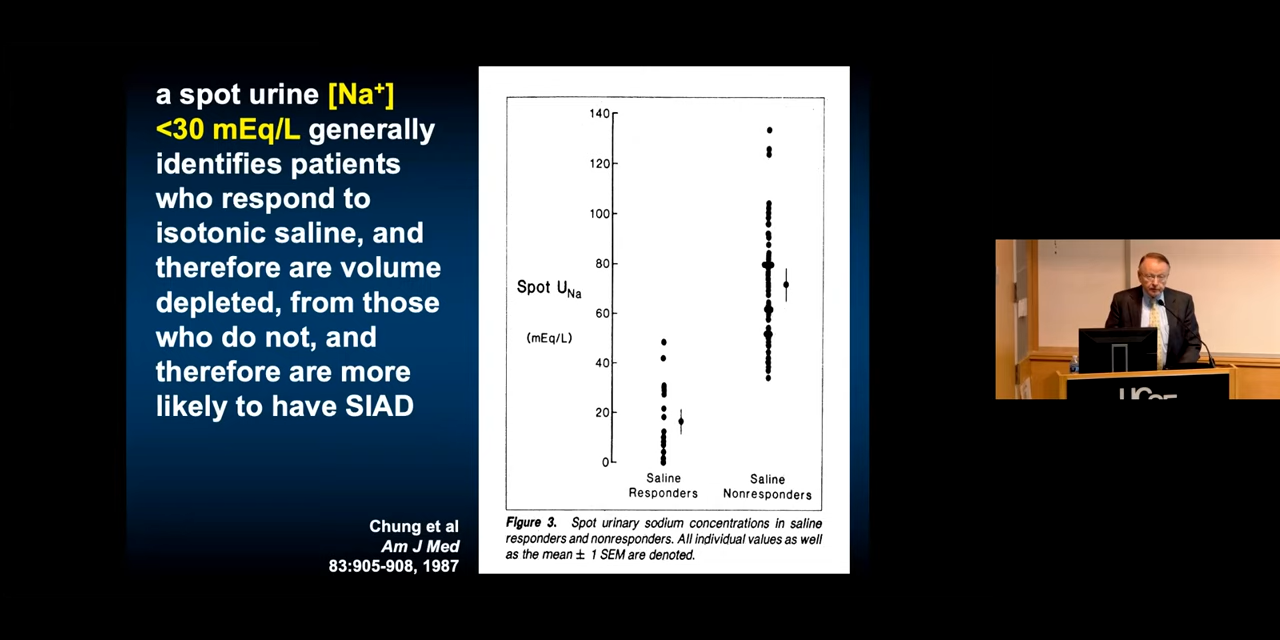 a spot urine [Na+]
<30 mEq/L generally
identifies patients
who respond to
isotonic saline, and
therefore are volume
depleted, from those
who do not, and
therefore are more
likely to have SIAD
Chung et al
Am J Med
83:905-908, 1987
140
120
100
80
60
40
20
0
Spot UNa
(mEq/L)
Saline
Responders
Saline
Nonresponders
Figure 3. Spot urinary sodium concentrations in saline
responders and nonresponders. All individual values as well
as the mean ± 1 SEM are denoted.